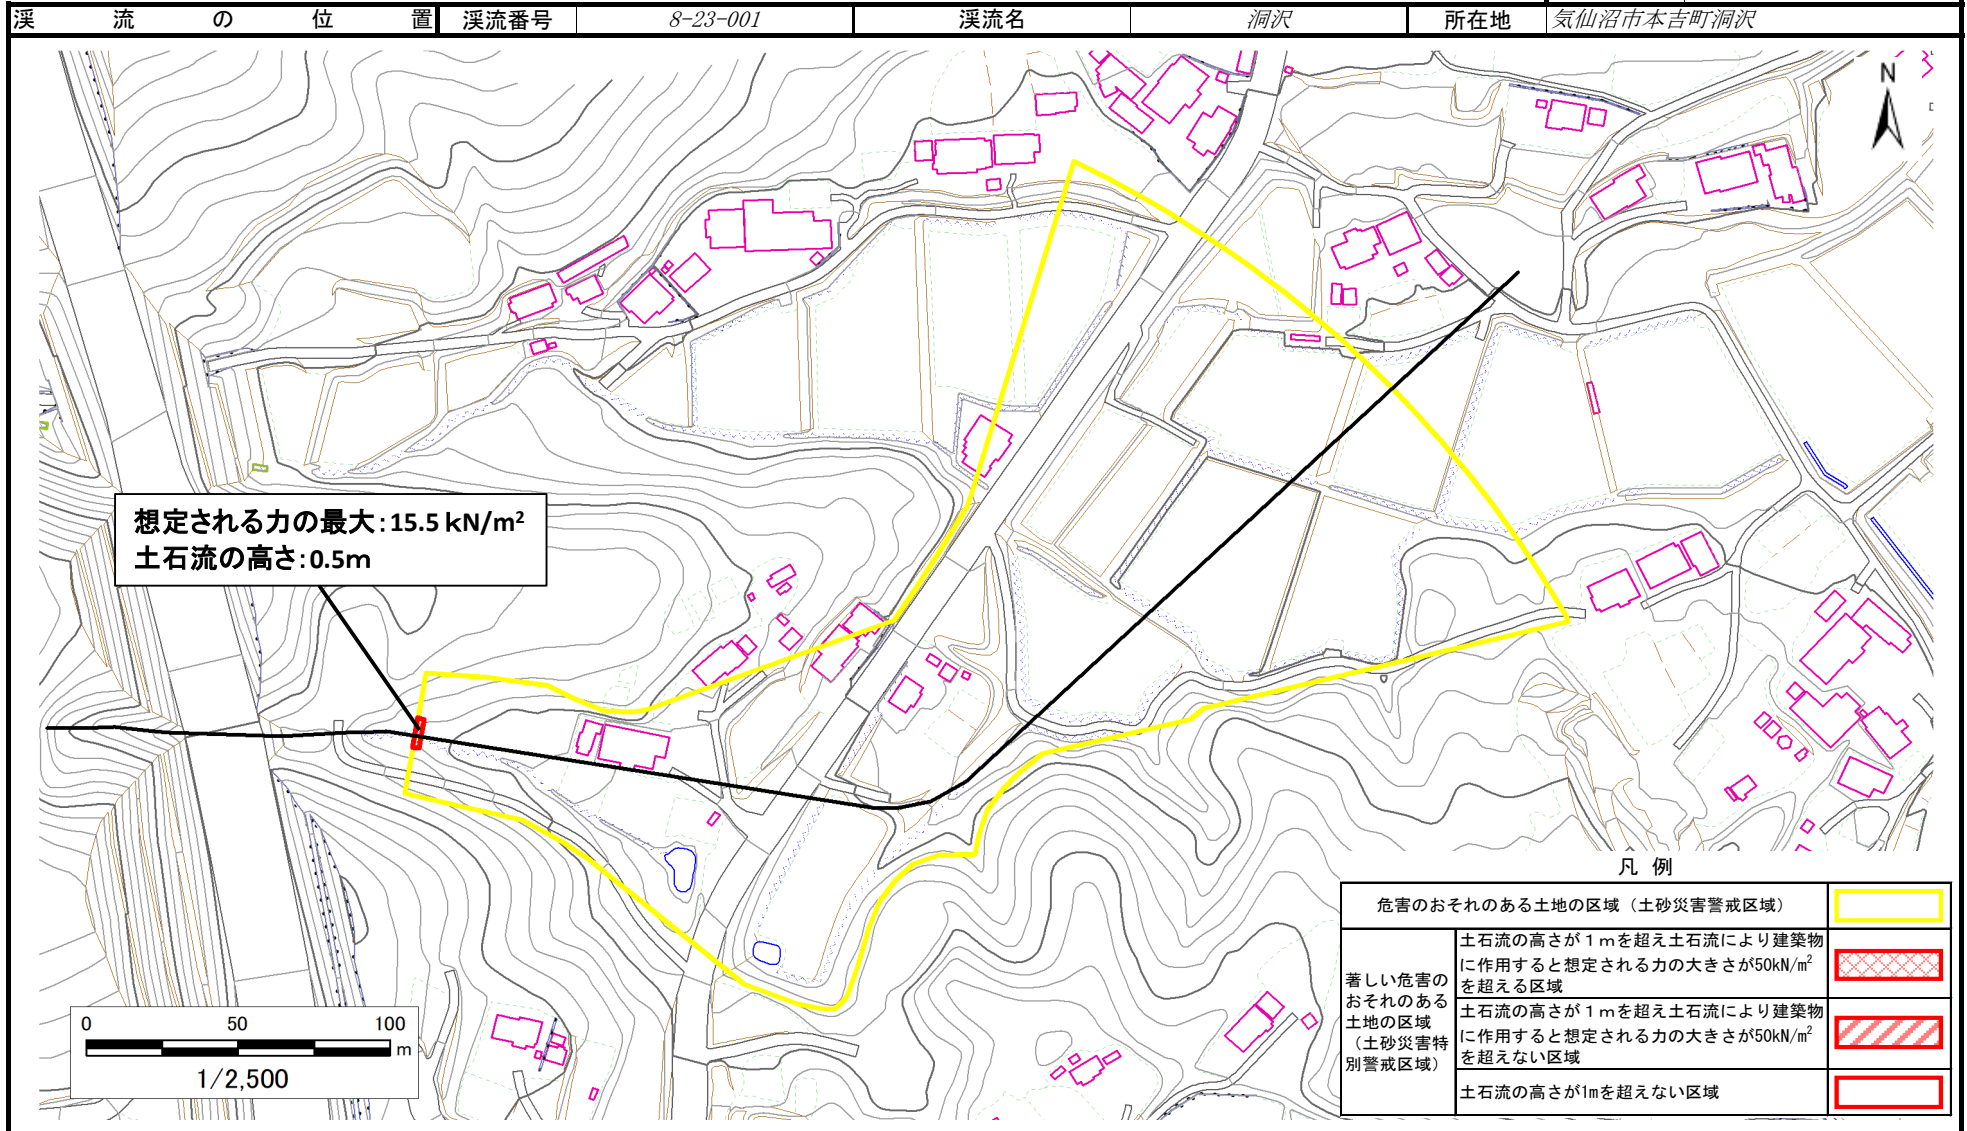 渓流の位置 渓流番号 8-23-001 渓流名 洞沢 所在地 気仙沼市本吉町洞沢
N
想定される力の最大：15.5 kN/m²
土石流の高さ：0.5m
0 50 100 m
1/2,500
凡 例
危害のおそれのある土地の区域（土砂災害警戒区域）
著しい危害の
おそれのある
土地の区域
（土砂災害特
別警戒区域）
土石流の高さが１ｍを超え土石流により建築物
に作用すると想定される力の大きさが50kN/m²
を超える区域
土石流の高さが１ｍを超え土石流により建築物
に作用すると想定される力の大きさが50kN/m²
を超えない区域
土石流の高さが1mを超えない区域